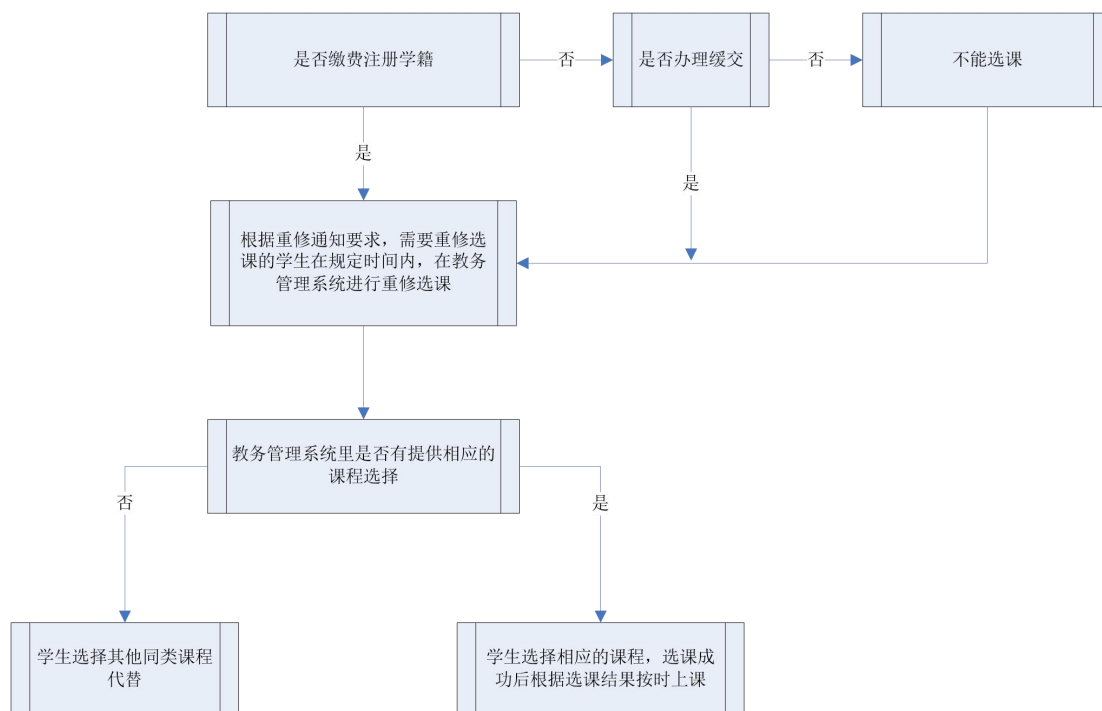 是否缴费注册学籍
否
是否办理缓交
否
不能选课
是
是
根据重修通知要求，需要重修选
课的学生在规定时间内，在教务
管理系统进行重修选课
教务管理系统里是否有提供相应的
课程选择
否
是
学生选择其他同类课程
代替
学生选择相应的课程，选课成
功后根据选课结果按时上课